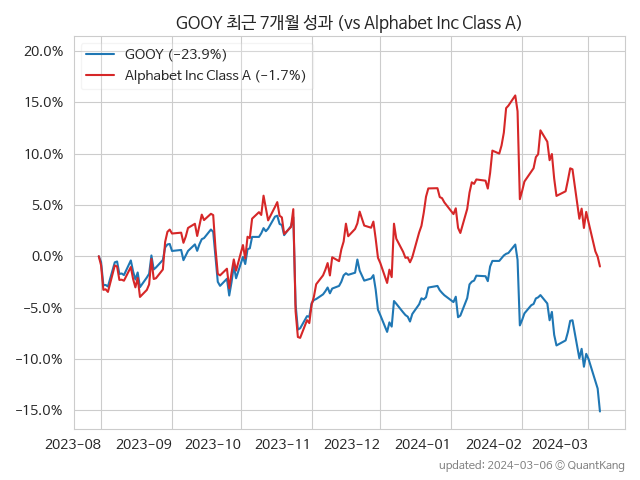 GOOY 최근 7개월 성과 (vs Alphabet Inc Class A)
20.0%
15.0%
10.0%
5.0%
0.0%
−5.0%
−10.0%
−15.0%
GOOY (−23.9%)
Alphabet Inc Class A (−1.7%)
2023−08 2023−09 2023−10 2023−11 2023−12 2024−01 2024−02 2024−03
updated: 2024−03−06 © QuantKang